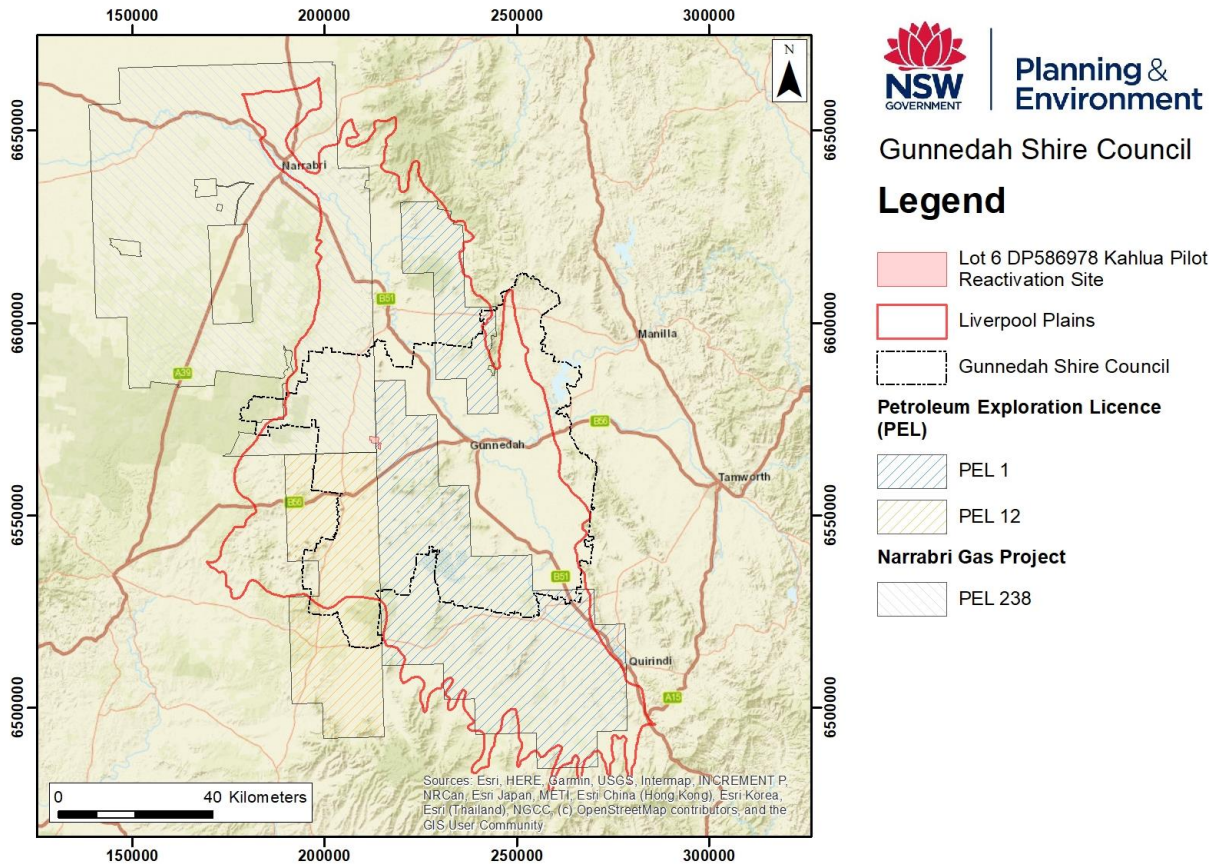 150000 200000 250000 300000
N
6650000 6650000
6600000 6600000
6550000 6550000
6500000 6500000
Narrabri
B51
Manilla
A39
B56
Gunnedah
Tamworth
B56
B51
Quirindi
A15
Sources: Esri, HERE, Garmin, USGS, Intermap, INCREMENT P,
NRCan, Esri Japan, METI, Esri China (Hong Kong), Esri Korea,
Esri (Thailand), NGCC, (c) OpenStreetMap contributors, and the
GIS User Community
0 40 Kilometers
150000 200000 250000 300000
NSW
GOVERNMENT
Planning &
Environment
Gunnedah Shire Council
Legend
Lot 6 DP586978 Kahlua Pilot
Reactivation Site
Liverpool Plains
Gunnedah Shire Council
Petroleum Exploration Licence
(PEL)
PEL 1
PEL 12
Narrabri Gas Project
PEL 238